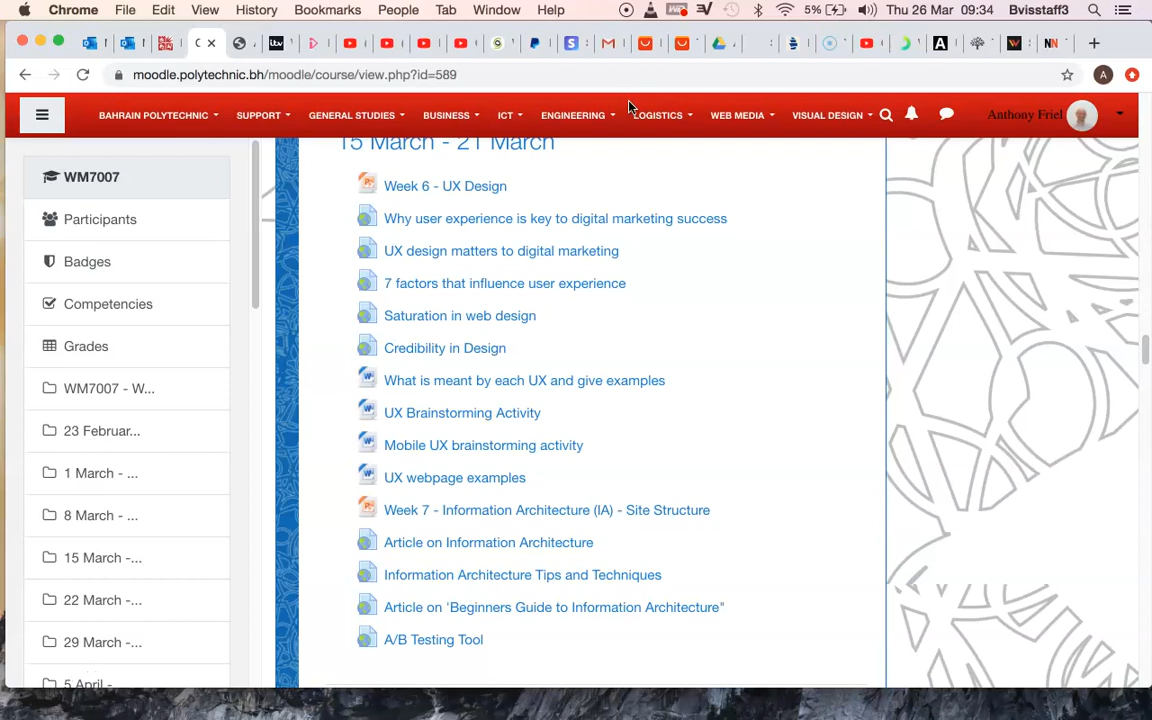 Chrome File Edit View History Bookmarks People Tab Window Help 5% Thu 26 Mar 09:34 Bvisstaff3
moodle.polytechnic.bh/moodle/course/view.php?id=589
BAHRAIN POLYTECHNIC SUPPORT GENERAL STUDIES BUSINESS ICT ENGINEERING LOGISTICS WEB MEDIA VISUAL DESIGN Anthony Friel
WM7007
Participants
Badges
Competencies
Grades
WM7007 - W...
23 Februar...
1 March - ...
8 March - ...
15 March -...
22 March -...
29 March -...
5 April -
15 March - 21 March
Week 6 - UX Design
Why user experience is key to digital marketing success
UX design matters to digital marketing
7 factors that influence user experience
Saturation in web design
Credibility in Design
What is meant by each UX and give examples
UX Brainstorming Activity
Mobile UX brainstorming activity
UX webpage examples
Week 7 - Information Architecture (IA) - Site Structure
Article on Information Architecture
Information Architecture Tips and Techniques
Article on 'Beginners Guide to Information Architecture"
A/B Testing Tool